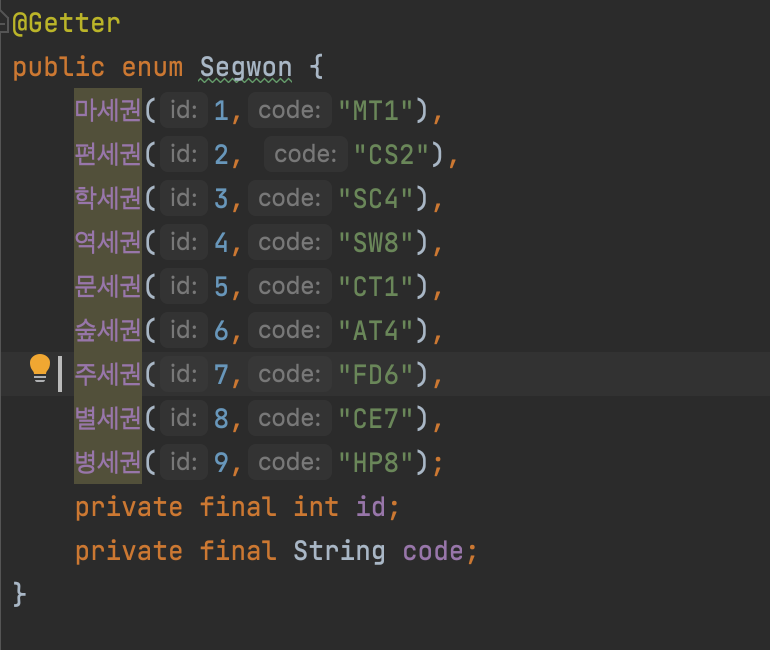 @Getter
public enum Segwon {
마세권( id: 1, code: "MT1"),
편세권( id: 2, code: "CS2"),
학세권( id: 3, code: "SC4"),
역세권( id: 4, code: "SW8"),
문세권( id: 5, code: "CT1"),
숲세권( id: 6, code: "AT4"),
주세권( id: 7, code: "FD6"),
별세권( id: 8, code: "CE7"),
병세권( id: 9, code: "HP8");
private final int id;
private final String code;
}